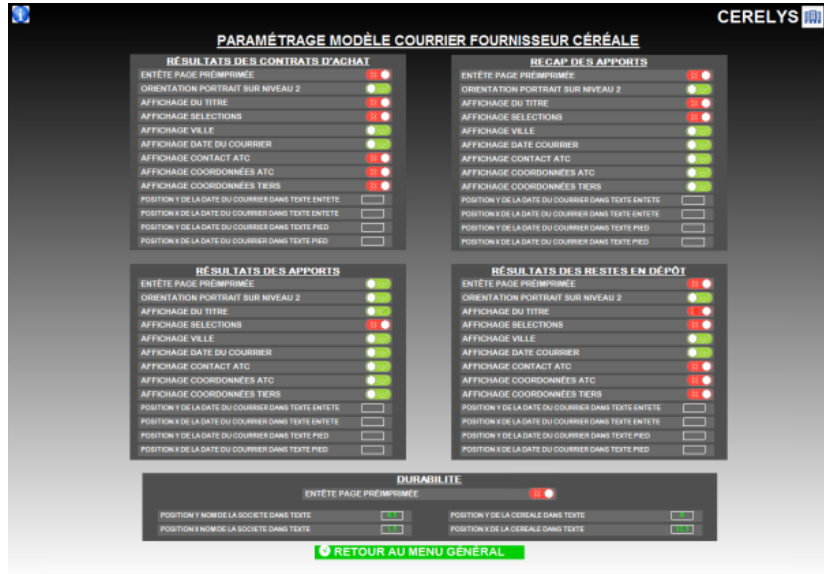 CERELYS
PARAMÉTRAGE MODÈLE COURRIER FOURNISSEUR CÉRÉALE
RÉSULTATS DES CONTRATS D'ACHAT
ENTÊTE PAGE PRÉIMPRIMÉE
ORIENTATION PORTRAIT SUR NIVEAU 2
AFFICHAGE DU TITRE
AFFICHAGE SELECTIONS
AFFICHAGE VILLE
AFFICHAGE DATE DU COURRIER
AFFICHAGE CONTACT ATC
AFFICHAGE COORDONNÉES ATC
AFFICHAGE COORDONNÉES TIERS
POSITION Y DE LA DATE DU COURRIER DANS TEXTE ENTETE
POSITION X DE LA DATE DU COURRIER DANS TEXTE ENTETE
POSITION Y DE LA DATE DU COURRIER DANS TEXTE PIED
POSITION X DE LA DATE DU COURRIER DANS TEXTE PIED
RECAP DES APPORTS
ENTÊTE PAGE PRÉIMPRIMÉE
ORIENTATION PORTRAIT SUR NIVEAU 2
AFFICHAGE DU TITRE
AFFICHAGE SELECTIONS
AFFICHAGE VILLE
AFFICHAGE DATE COURRIER
AFFICHAGE CONTACT ATC
AFFICHAGE COORDONNÉES ATC
AFFICHAGE COORDONNÉES TIERS
POSITION Y DE LA DATE DU COURRIER DANS TEXTE ENTETE
POSITION X DE LA DATE DU COURRIER DANS TEXTE ENTETE
POSITION Y DE LA DATE DU COURRIER DANS TEXTE PIED
POSITION X DE LA DATE DU COURRIER DANS TEXTE PIED
RÉSULTATS DES APPORTS
ENTÊTE PAGE PRÉIMPRIMÉE
ORIENTATION PORTRAIT SUR NIVEAU 2
AFFICHAGE DU TITRE
AFFICHAGE SELECTIONS
AFFICHAGE VILLE
AFFICHAGE DATE DU COURRIER
AFFICHAGE CONTACT ATC
AFFICHAGE COORDONNÉES ATC
AFFICHAGE COORDONNÉES TIERS
POSITION Y DE LA DATE DU COURRIER DANS TEXTE ENTETE
POSITION X DE LA DATE DU COURRIER DANS TEXTE ENTETE
POSITION Y DE LA DATE DU COURRIER DANS TEXTE PIED
POSITION X DE LA DATE DU COURRIER DANS TEXTE PIED
RÉSULTATS DES RESTES EN DÉPÔT
ENTÊTE PAGE PRÉIMPRIMÉE
ORIENTATION PORTRAIT SUR NIVEAU 2
AFFICHAGE DU TITRE
AFFICHAGE SELECTIONS
AFFICHAGE VILLE
AFFICHAGE DATE COURRIER
AFFICHAGE CONTACT ATC
AFFICHAGE COORDONNÉES ATC
AFFICHAGE COORDONNÉES TIERS
POSITION Y DE LA DATE DU COURRIER DANS TEXTE ENTETE
POSITION X DE LA DATE DU COURRIER DANS TEXTE ENTETE
POSITION Y DE LA DATE DU COURRIER DANS TEXTE PIED
POSITION X DE LA DATE DU COURRIER DANS TEXTE PIED
DURABILITE
ENTÊTE PAGE PRÉIMPRIMÉE
POSITION Y NOM DE LA SOCIETE DANS TEXTE
POSITION Y DE LA CEREALE DANS TEXTE
POSITION X NOM DE LA SOCIETE DANS TEXTE
POSITION X DE LA CEREALE DANS TEXTE
RETOUR AU MENU GÉNÉRAL